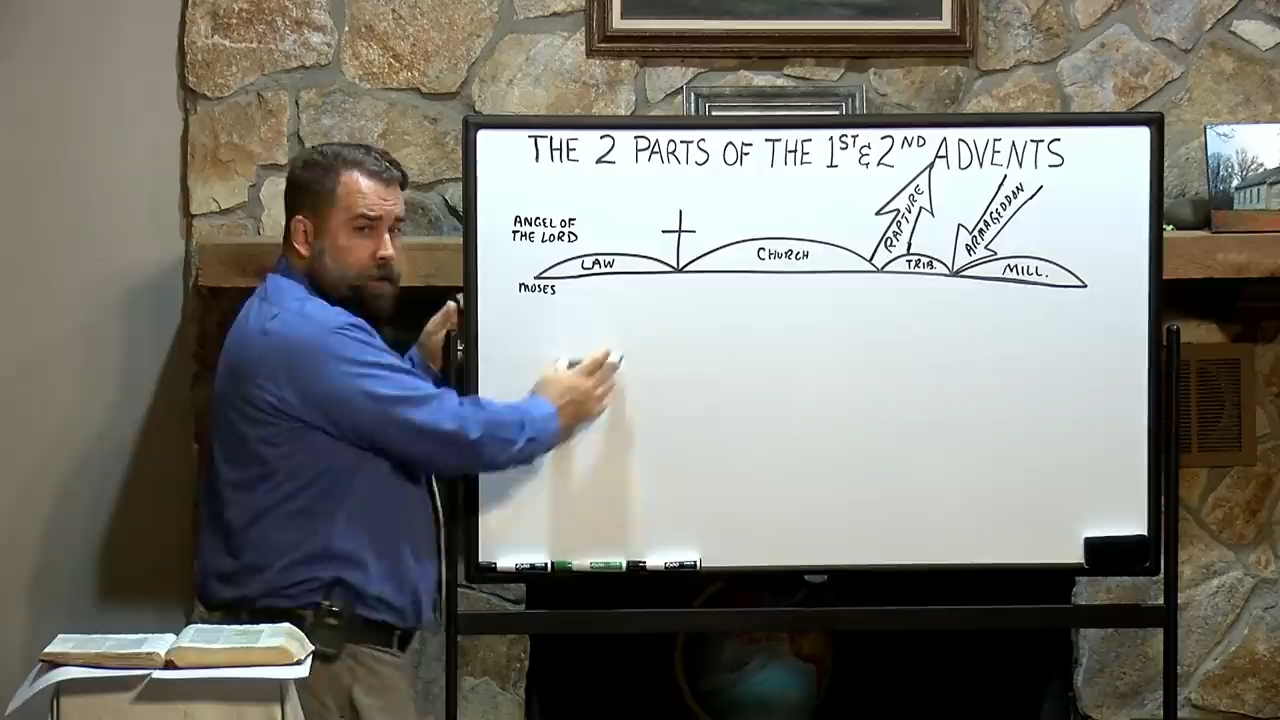 THE 2 PARTS OF THE 1ST & 2ND ADVENTS
ANGEL OF
THE LORD
RAPTURE
ARMAGEDDON
LAW
CHURCH
TRIB.
MILL.
MOSES